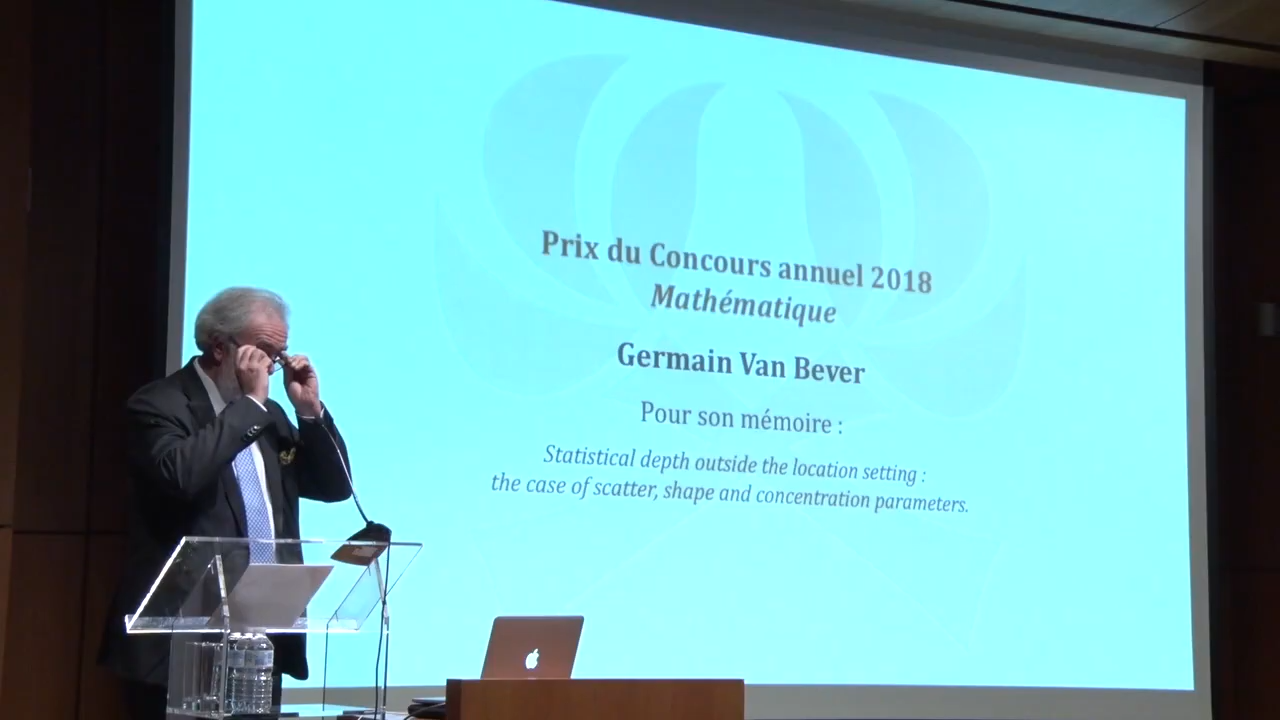 Prix du Concours annuel 2018
Mathématique
Germain Van Bever
Pour son mémoire :
Statistical depth outside the location setting :
the case of scatter, shape and concentration parameters.